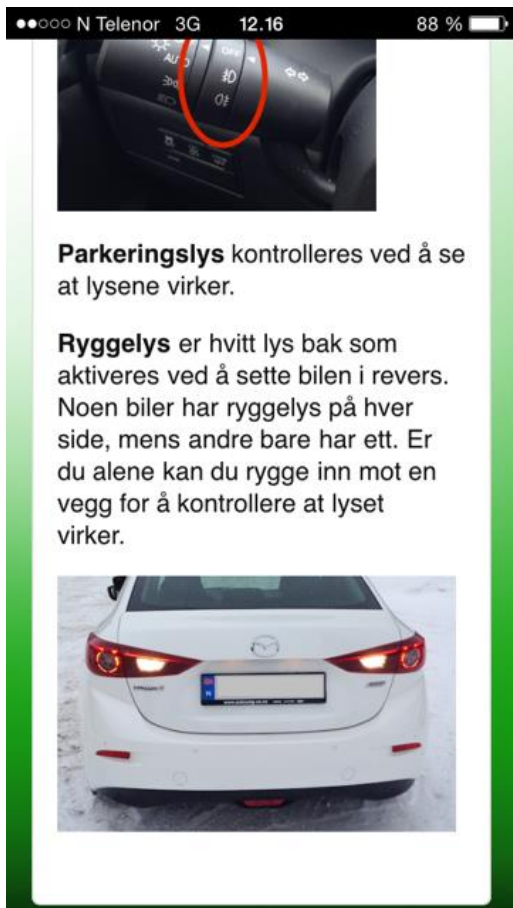 N Telenor 3G 12.16 88 %
OFF
AUTO
Parkeringslys kontrolleres ved å se
at lysene virker.
Ryggelys er hvitt lys bak som
aktiveres ved å sette bilen i revers.
Noen biler har ryggelys på hver
side, mens andre bare har ett. Er
du alene kan du rygge inn mot en
vegg for å kontrollere at lyset
virker.
N